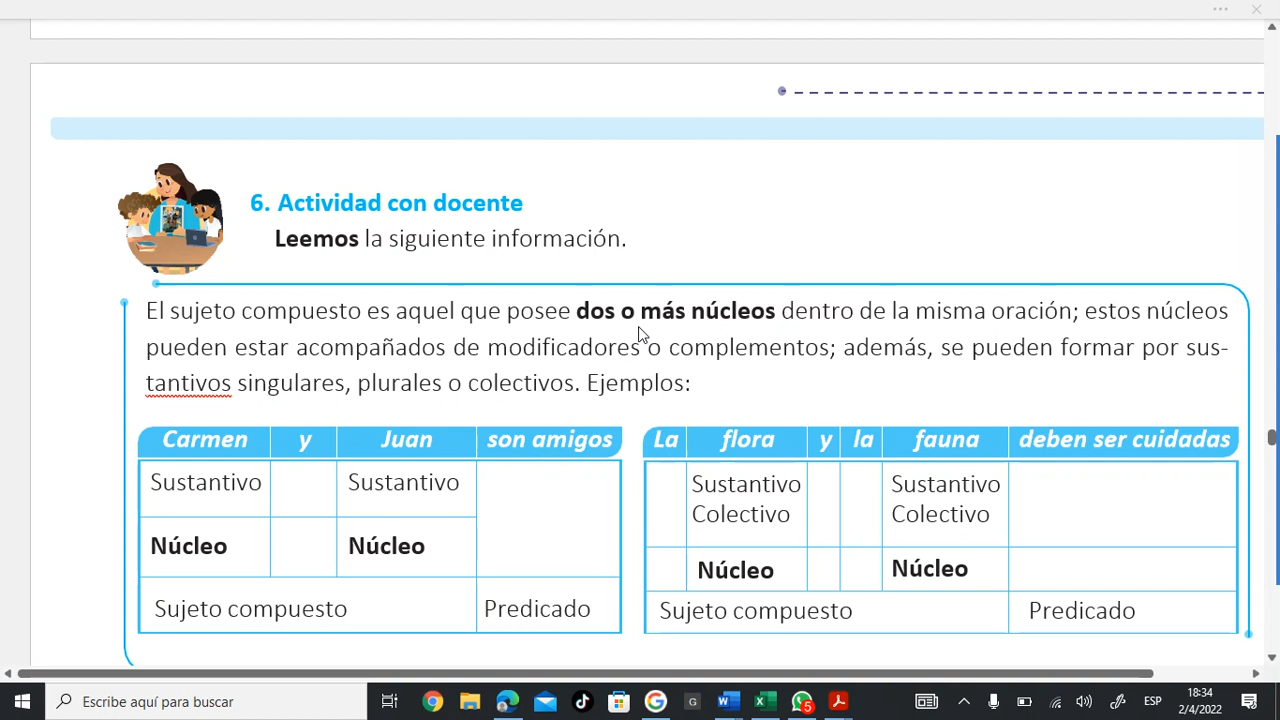 6. Actividad con docente
Leemos la siguiente información.
El sujeto compuesto es aquel que posee dos o más núcleos dentro de la misma oración; estos núcleos
pueden estar acompañados de modificadores o complementos; además, se pueden formar por sus-
tantivos singulares, plurales o colectivos. Ejemplos:
Carmen y Juan son amigos
Sustantivo Sustantivo
Núcleo Núcleo
Sujeto compuesto Predicado
La flora y la fauna deben ser cuidadas
Sustantivo Sustantivo
Colectivo Colectivo
Núcleo Núcleo
Sujeto compuesto Predicado
Escribe aquí para buscar
G
5
ESP
18:34
2/4/2022